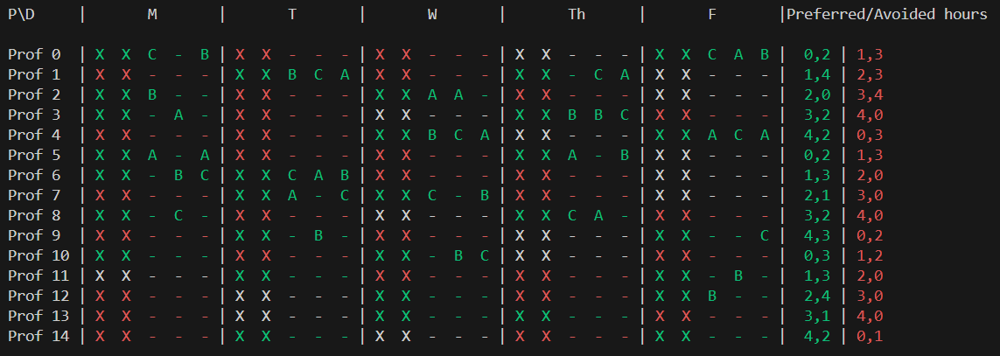 P\D | M | T | W | Th | F |Preferred/Avoided hours
Prof 0 | X X C - B | X X - - - | X X - - - | X X - - - | X X C A B | 0,2 | 1,3
Prof 1 | X X - - - | X X B C A | X X - - - | X X - C A | X X - - - | 1,4 | 2,3
Prof 2 | X X B - - | X X - - - | X X A A - | X X - - - | X X - - - | 2,0 | 3,4
Prof 3 | X X - A - | X X - - - | X X - - - | X X B B C | X X - - - | 3,2 | 4,0
Prof 4 | X X - - - | X X - - - | X X B C A | X X - - - | X X A C A | 4,2 | 0,3
Prof 5 | X X A - A | X X - - - | X X - - - | X X A - B | X X - - - | 0,2 | 1,3
Prof 6 | X X - B C | X X C A B | X X - - - | X X - - - | X X - - - | 1,3 | 2,0
Prof 7 | X X - - - | X X A - C | X X C - B | X X - - - | X X - - - | 2,1 | 3,0
Prof 8 | X X - C - | X X - - - | X X - - - | X X C A - | X X - - - | 3,2 | 4,0
Prof 9 | X X - - - | X X - B - | X X - - - | X X - - - | X X - - C | 4,3 | 0,2
Prof 10 | X X - - - | X X - - - | X X - B C | X X - - - | X X - - - | 0,3 | 1,2
Prof 11 | X X - - - | X X - - - | X X - - - | X X - - - | X X - B - | 1,3 | 2,0
Prof 12 | X X - - - | X X - - - | X X - - - | X X - - - | X X B - - | 2,4 | 3,0
Prof 13 | X X - - - | X X - - - | X X - - - | X X - - - | X X - - - | 3,1 | 4,0
Prof 14 | X X - - - | X X - - - | X X - - - | X X - - - | X X - - - | 4,2 | 0,1